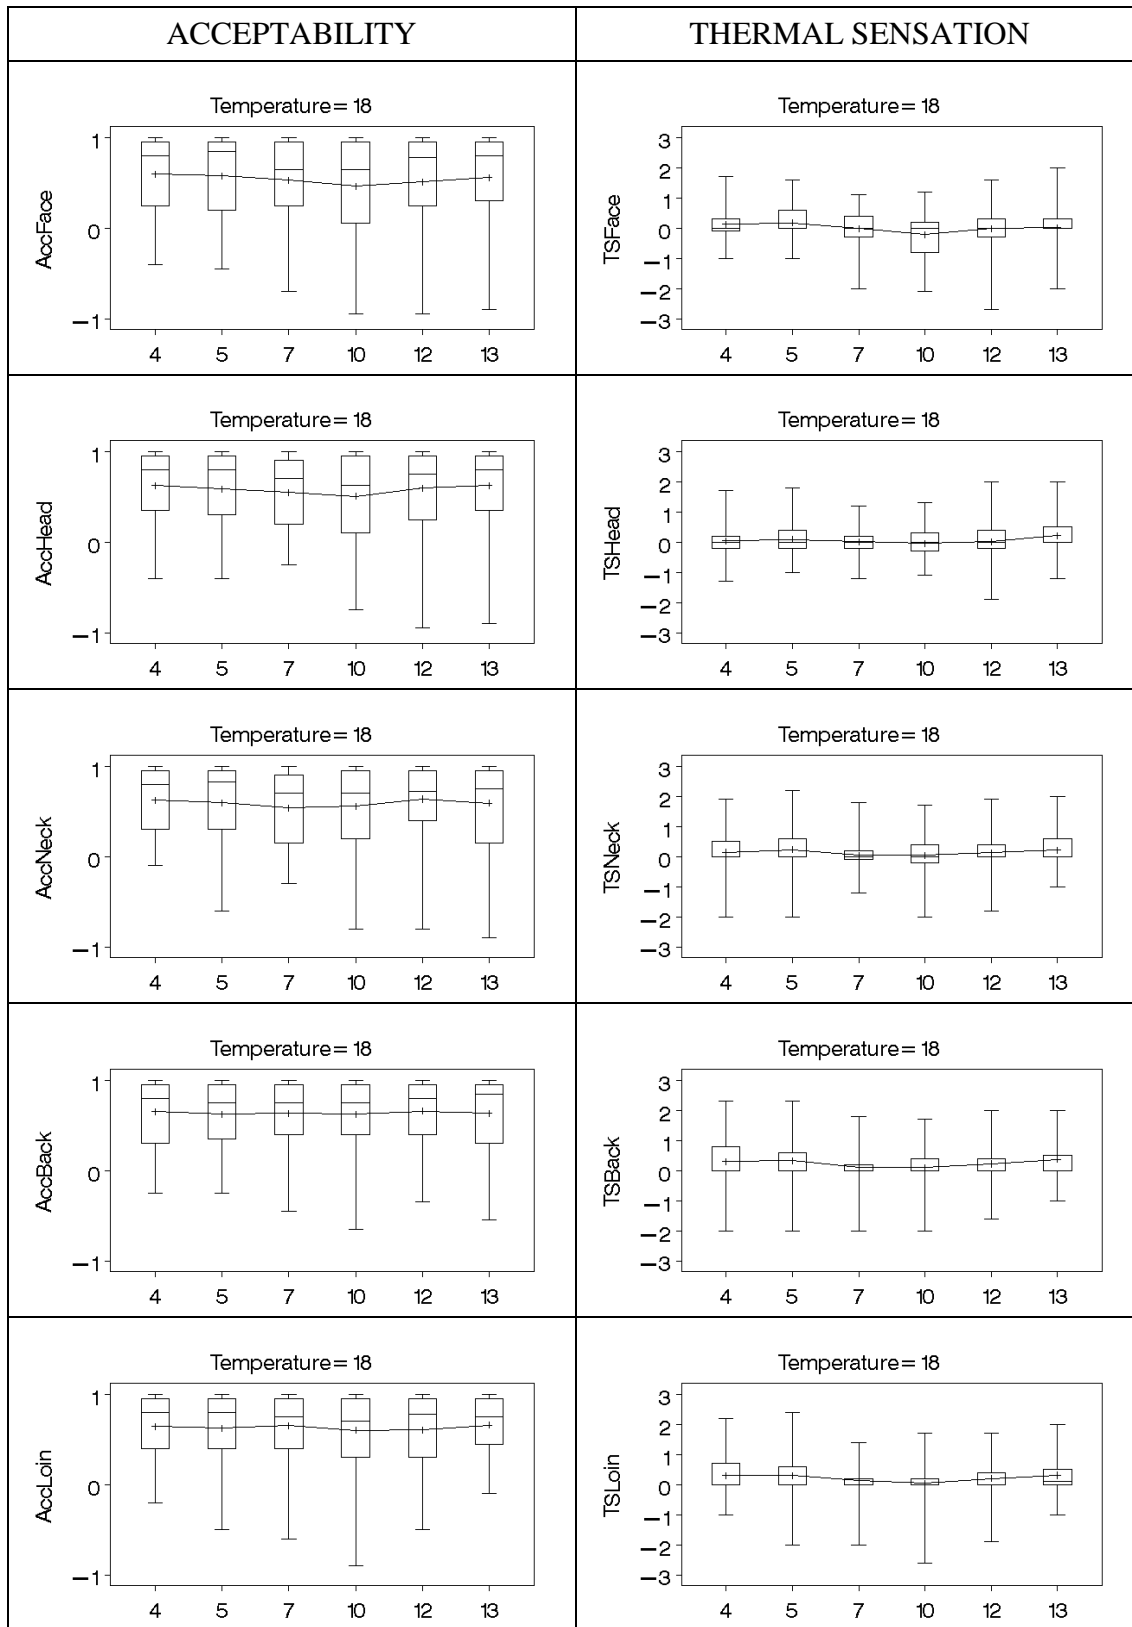 ACCEPTABILITY THERMAL SENSATION
Temperature= 18
AccFace
1
0
−1
4 5 7 10 12 13
Temperature= 18
TSFace
3
2
1
0
−1
−2
−3
4 5 7 10 12 13
Temperature= 18
AccHead
1
0
−1
4 5 7 10 12 13
Temperature= 18
TSHead
3
2
1
0
−1
−2
−3
4 5 7 10 12 13
Temperature= 18
AccNeck
1
0
−1
4 5 7 10 12 13
Temperature= 18
TSNeck
3
2
1
0
−1
−2
−3
4 5 7 10 12 13
Temperature= 18
AccBack
1
0
−1
4 5 7 10 12 13
Temperature= 18
TSBack
3
2
1
0
−1
−2
−3
4 5 7 10 12 13
Temperature= 18
AccLoin
1
0
−1
4 5 7 10 12 13
Temperature= 18
TSLoin
3
2
1
0
−1
−2
−3
4 5 7 10 12 13